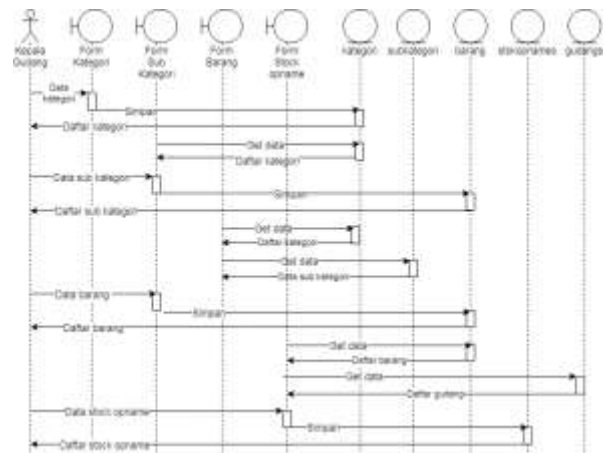 Kepala Gudang
Form Kategori
Form Sub Kategori
Form Barang
Form Stock opname
kategori
subkategori
barang
stokopnames
gudangs
Data kategori
Simpan
Daftar kategori
Get data
Daftar kategori
Data sub kategori
Simpan
Daftar sub kategori
Get data
Daftar kategori
Get data
Data sub kategori
Data barang
Simpan
Daftar barang
Get data
Daftar barang
Get data
Daftar gudang
Data stock opname
Simpan
Daftar stock opname